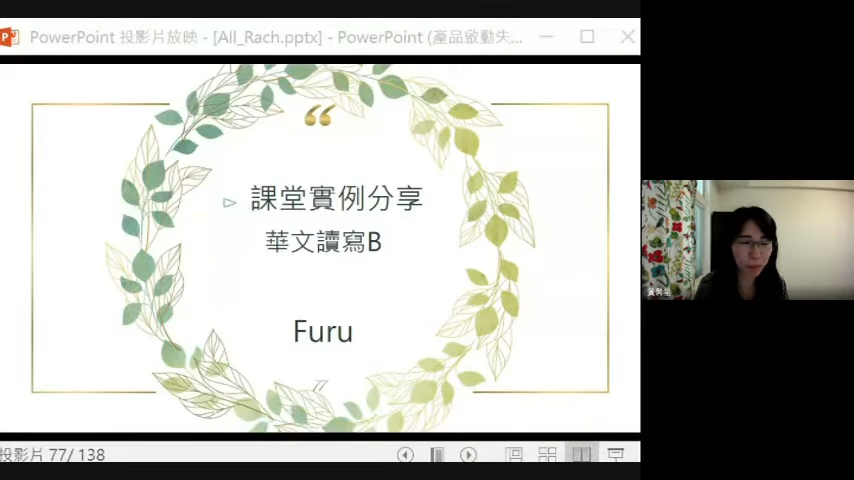 PowerPoint 投影片放映 - [All_Rach.pptx] - PowerPoint (產品啟動失...
“
課堂實例分享
華文讀寫B
Furu
”
投影片 77/ 138